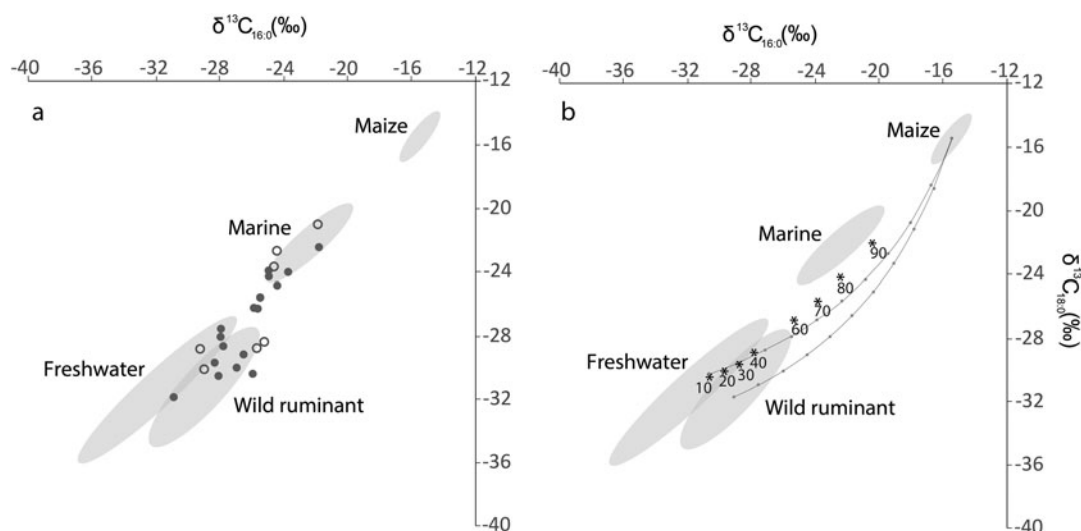 δ¹³C₁₆:₀(‰)
-40 -36 -32 -28 -24 -20 -16 -12
-12
a
Maize
-16
-20
Marine
-24
-28
Freshwater
-32
Wild ruminant
-36
-40
δ¹³C₁₆:₀(‰)
-40 -36 -32 -28 -24 -20 -16 -12
-12
b
Maize
-16
-20
Marine
90
-24
80
δ¹³C₁₈:₀(‰)
70
60
-28
40
Freshwater
30
20
10
-32
Wild ruminant
-36
-40